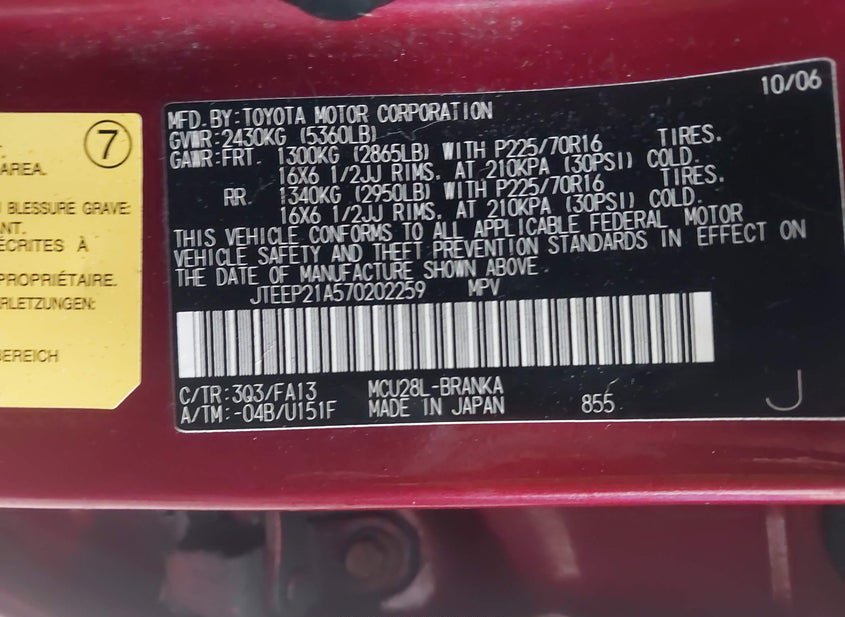 7
AREA.
BLESSURE GRAVE:
ANT.
ÉCRITES À
PROPRIÉTAIRE.
ERLETZUNGEN:
BEREICH
10/06
MFD.BY:TOYOTA MOTOR CORPORATION
GVWR:2430KG (5360LB)
GAWR:FRT. 1300KG (2865LB) WITH P225/70R16 TIRES.
16X6 1/2JJ RIMS, AT 210KPA (30PSI) COLD.
RR. 1340KG (2950LB) WITH P225/70R16 TIRES.
16X6 1/2JJ RIMS, AT 210KPA (30PSI) COLD.
THIS VEHICLE CONFORMS TO ALL APPLICABLE FEDERAL MOTOR
VEHICLE SAFETY AND THEFT PREVENTION STANDARDS IN EFFECT ON
THE DATE OF MANUFACTURE SHOWN ABOVE.
JTEEP21A570202259 MPV
C/TR:3Q3/FA13 MCU28L-BRANKA
A/TM:-04B/U151F MADE IN JAPAN 855 J